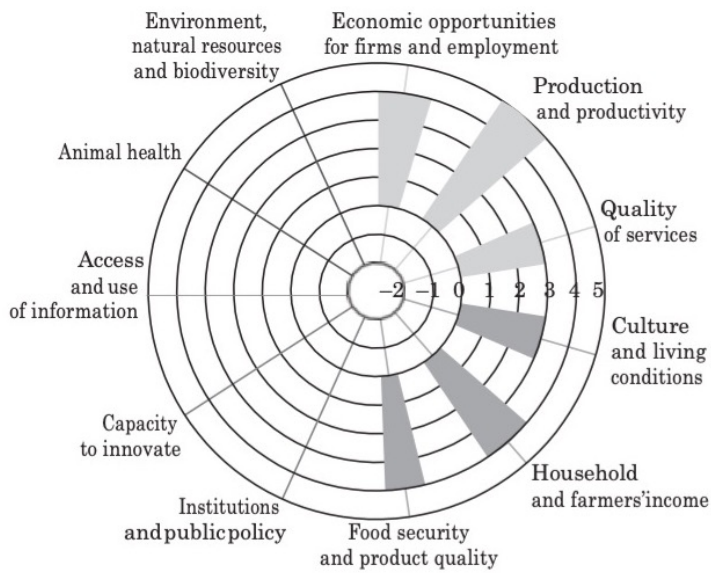 Environment,
natural resources
and biodiversity
Economic opportunities
for firms and employment
Production
and productivity
Animal health
Quality
of services
Access
and use
of information
–2 –1 0 1 2 3 4 5
Culture
and living
conditions
Capacity
to innovate
Household
and farmers'income
Institutions
and public policy
Food security
and product quality